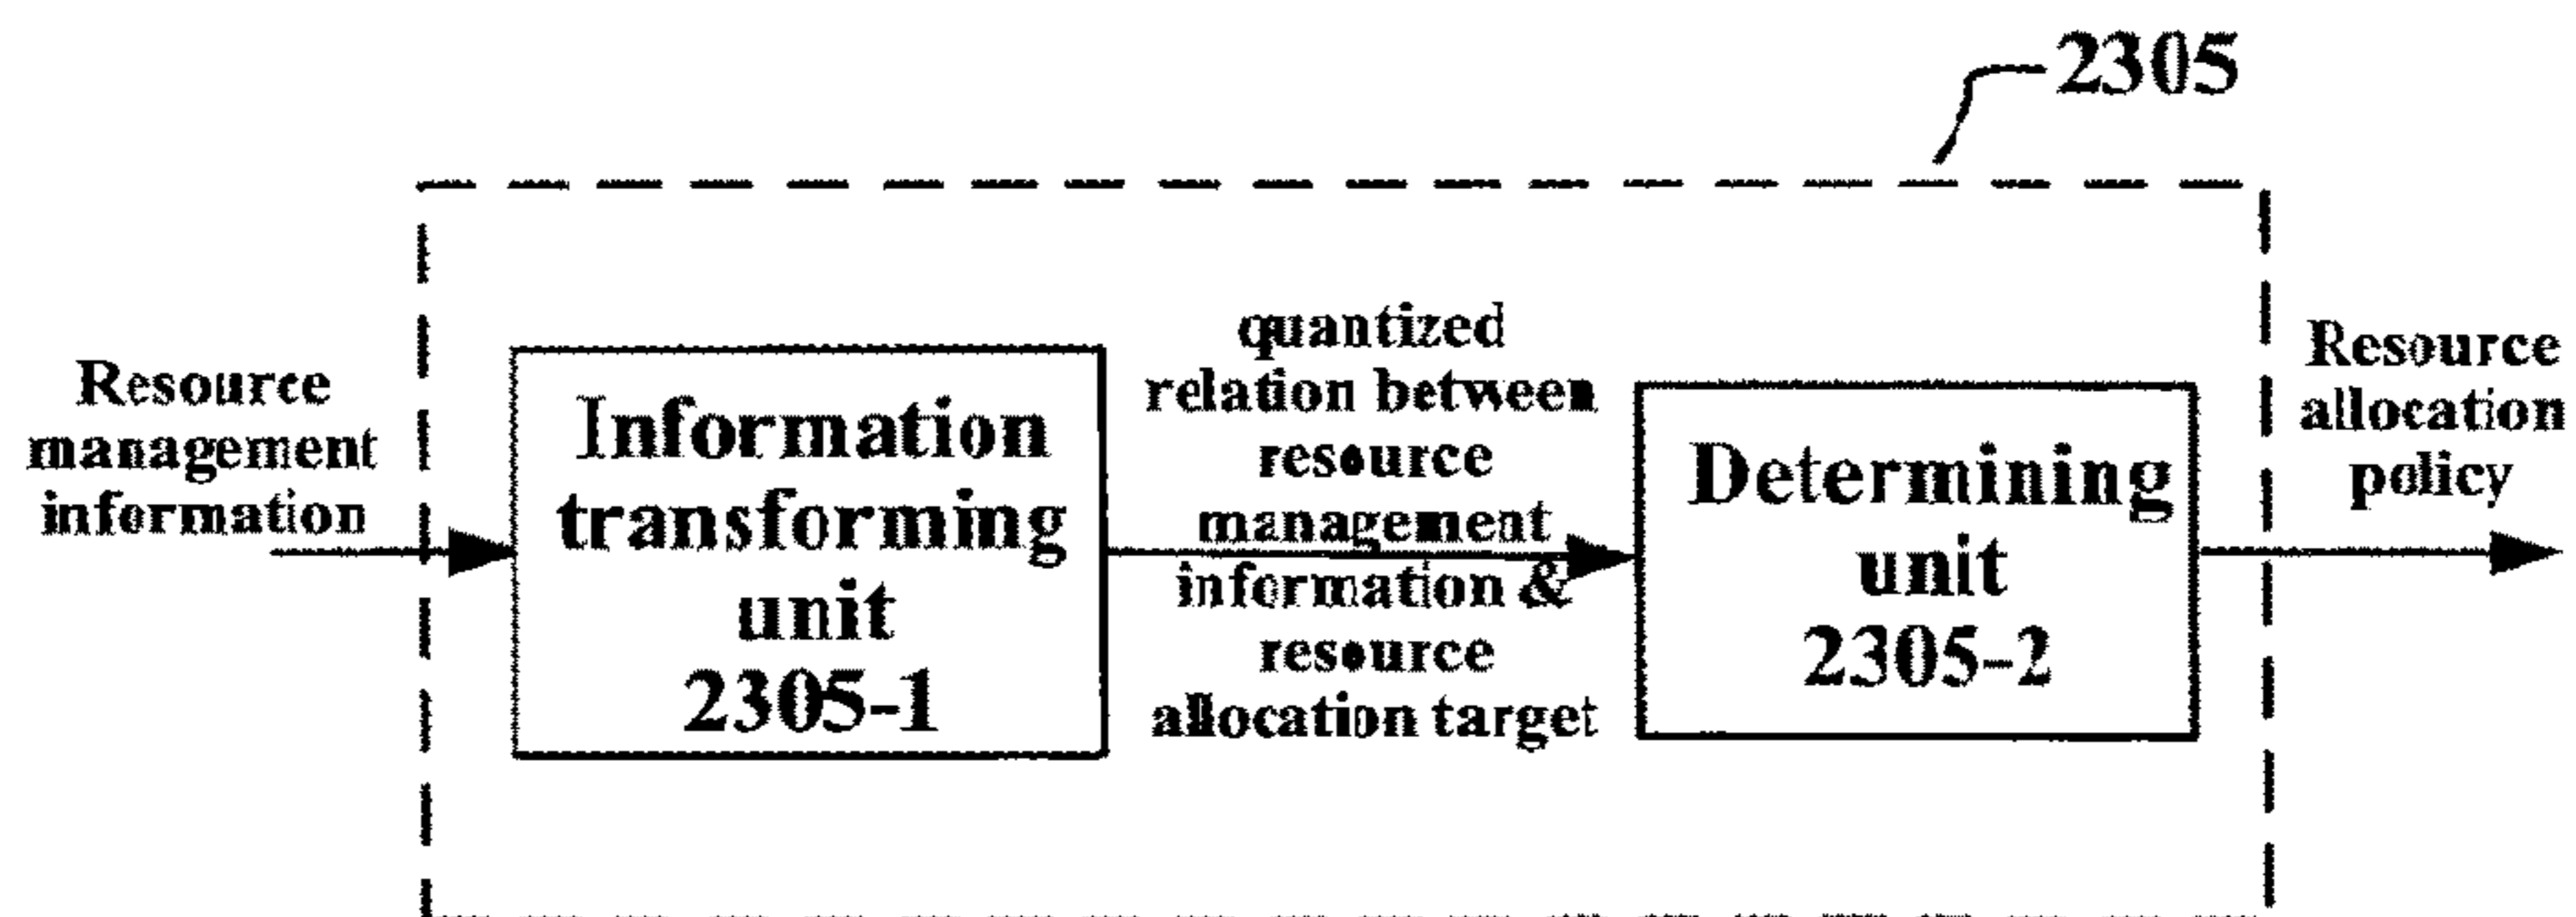 2305
Resource
management
information
Information
transforming
unit
2305-1
quantized
relation between
resource
management
information &
resource
allocation target
Determining
unit
2305-2
Resource
allocation
policy